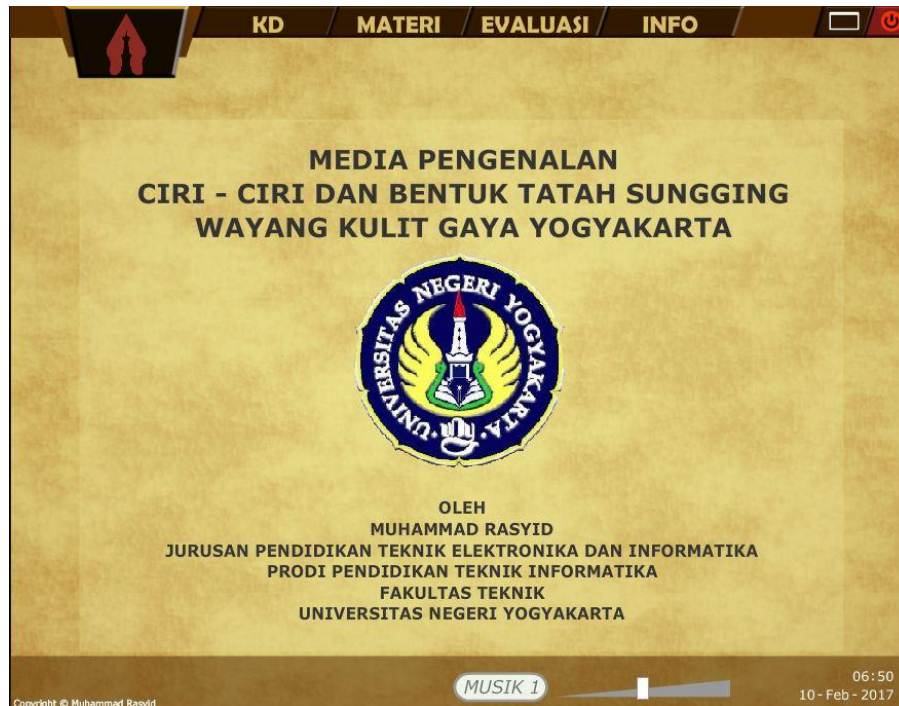 KD MATERI EVALUASI INFO
MEDIA PENGENALAN
CIRI - CIRI DAN BENTUK TATAH SUNGGING
WAYANG KULIT GAYA YOGYAKARTA
UNIVERSITAS NEGERI YOGYAKARTA
OLEH
MUHAMMAD RASYID
JURUSAN PENDIDIKAN TEKNIK ELEKTRONIKA DAN INFORMATIKA
PRODI PENDIDIKAN TEKNIK INFORMATIKA
FAKULTAS TEKNIK
UNIVERSITAS NEGERI YOGYAKARTA
MUSIK 1
06:50
10-Feb-2017
Copyright © Muhammad Rasyid